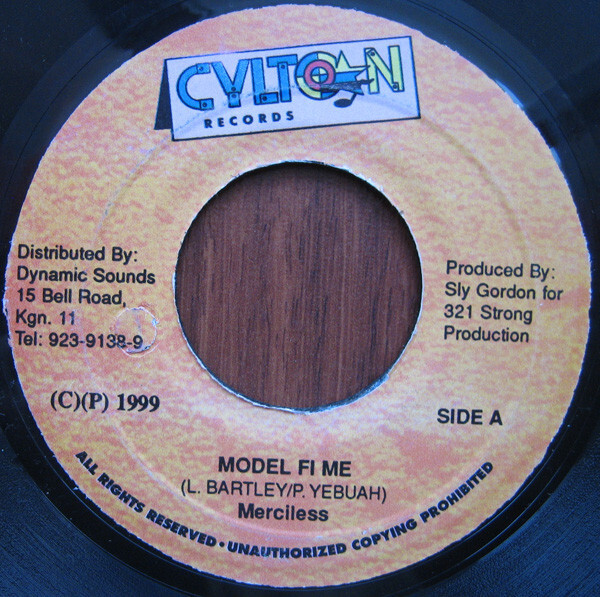 CYLTOWN
RECORDS
Distributed By:
Dynamic Sounds
15 Bell Road,
Kgn. 11
Tel: 923-9138-9
Produced By:
Sly Gordon for
321 Strong
Production
(C)(P) 1999
SIDE A
MODEL FI ME
(L. BARTLEY/P. YEBUAH)
Merciless
ALL RIGHTS RESERVED • UNAUTHORIZED COPYING PROHIBITED